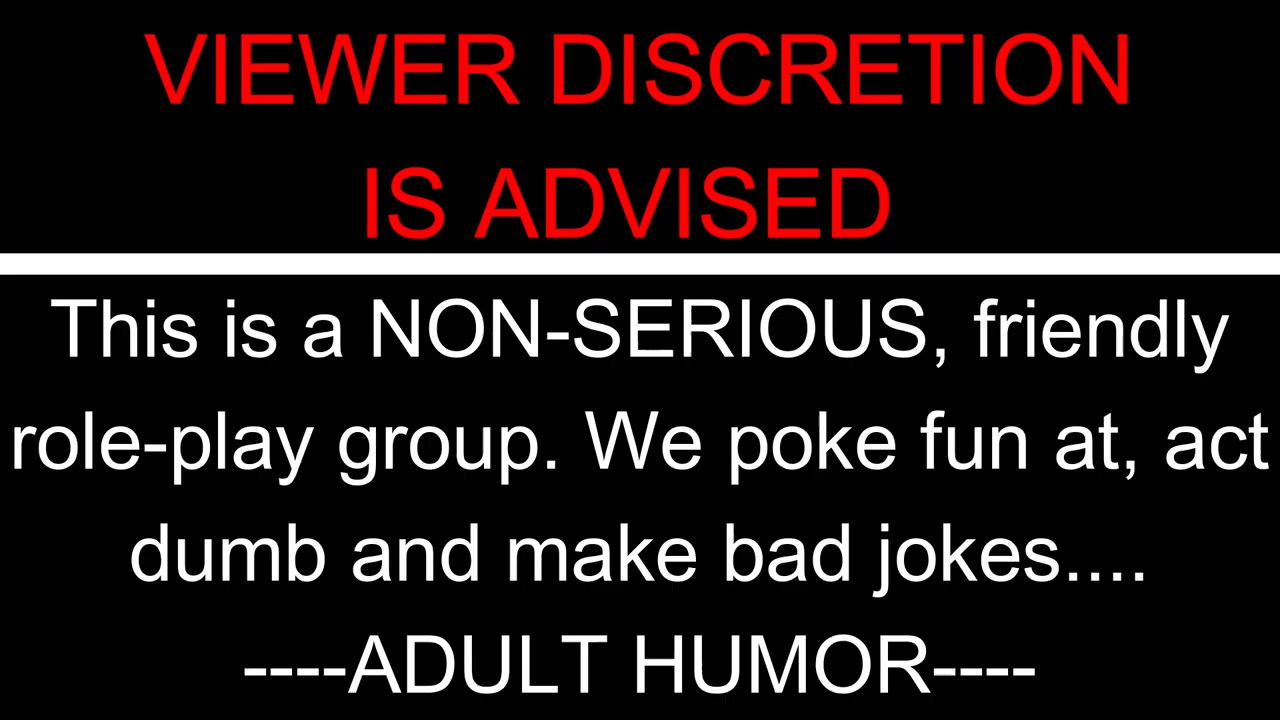 VIEWER DISCRETION
IS ADVISED
This is a NON-SERIOUS, friendly
role-play group. We poke fun at, act
dumb and make bad jokes....
----ADULT HUMOR----